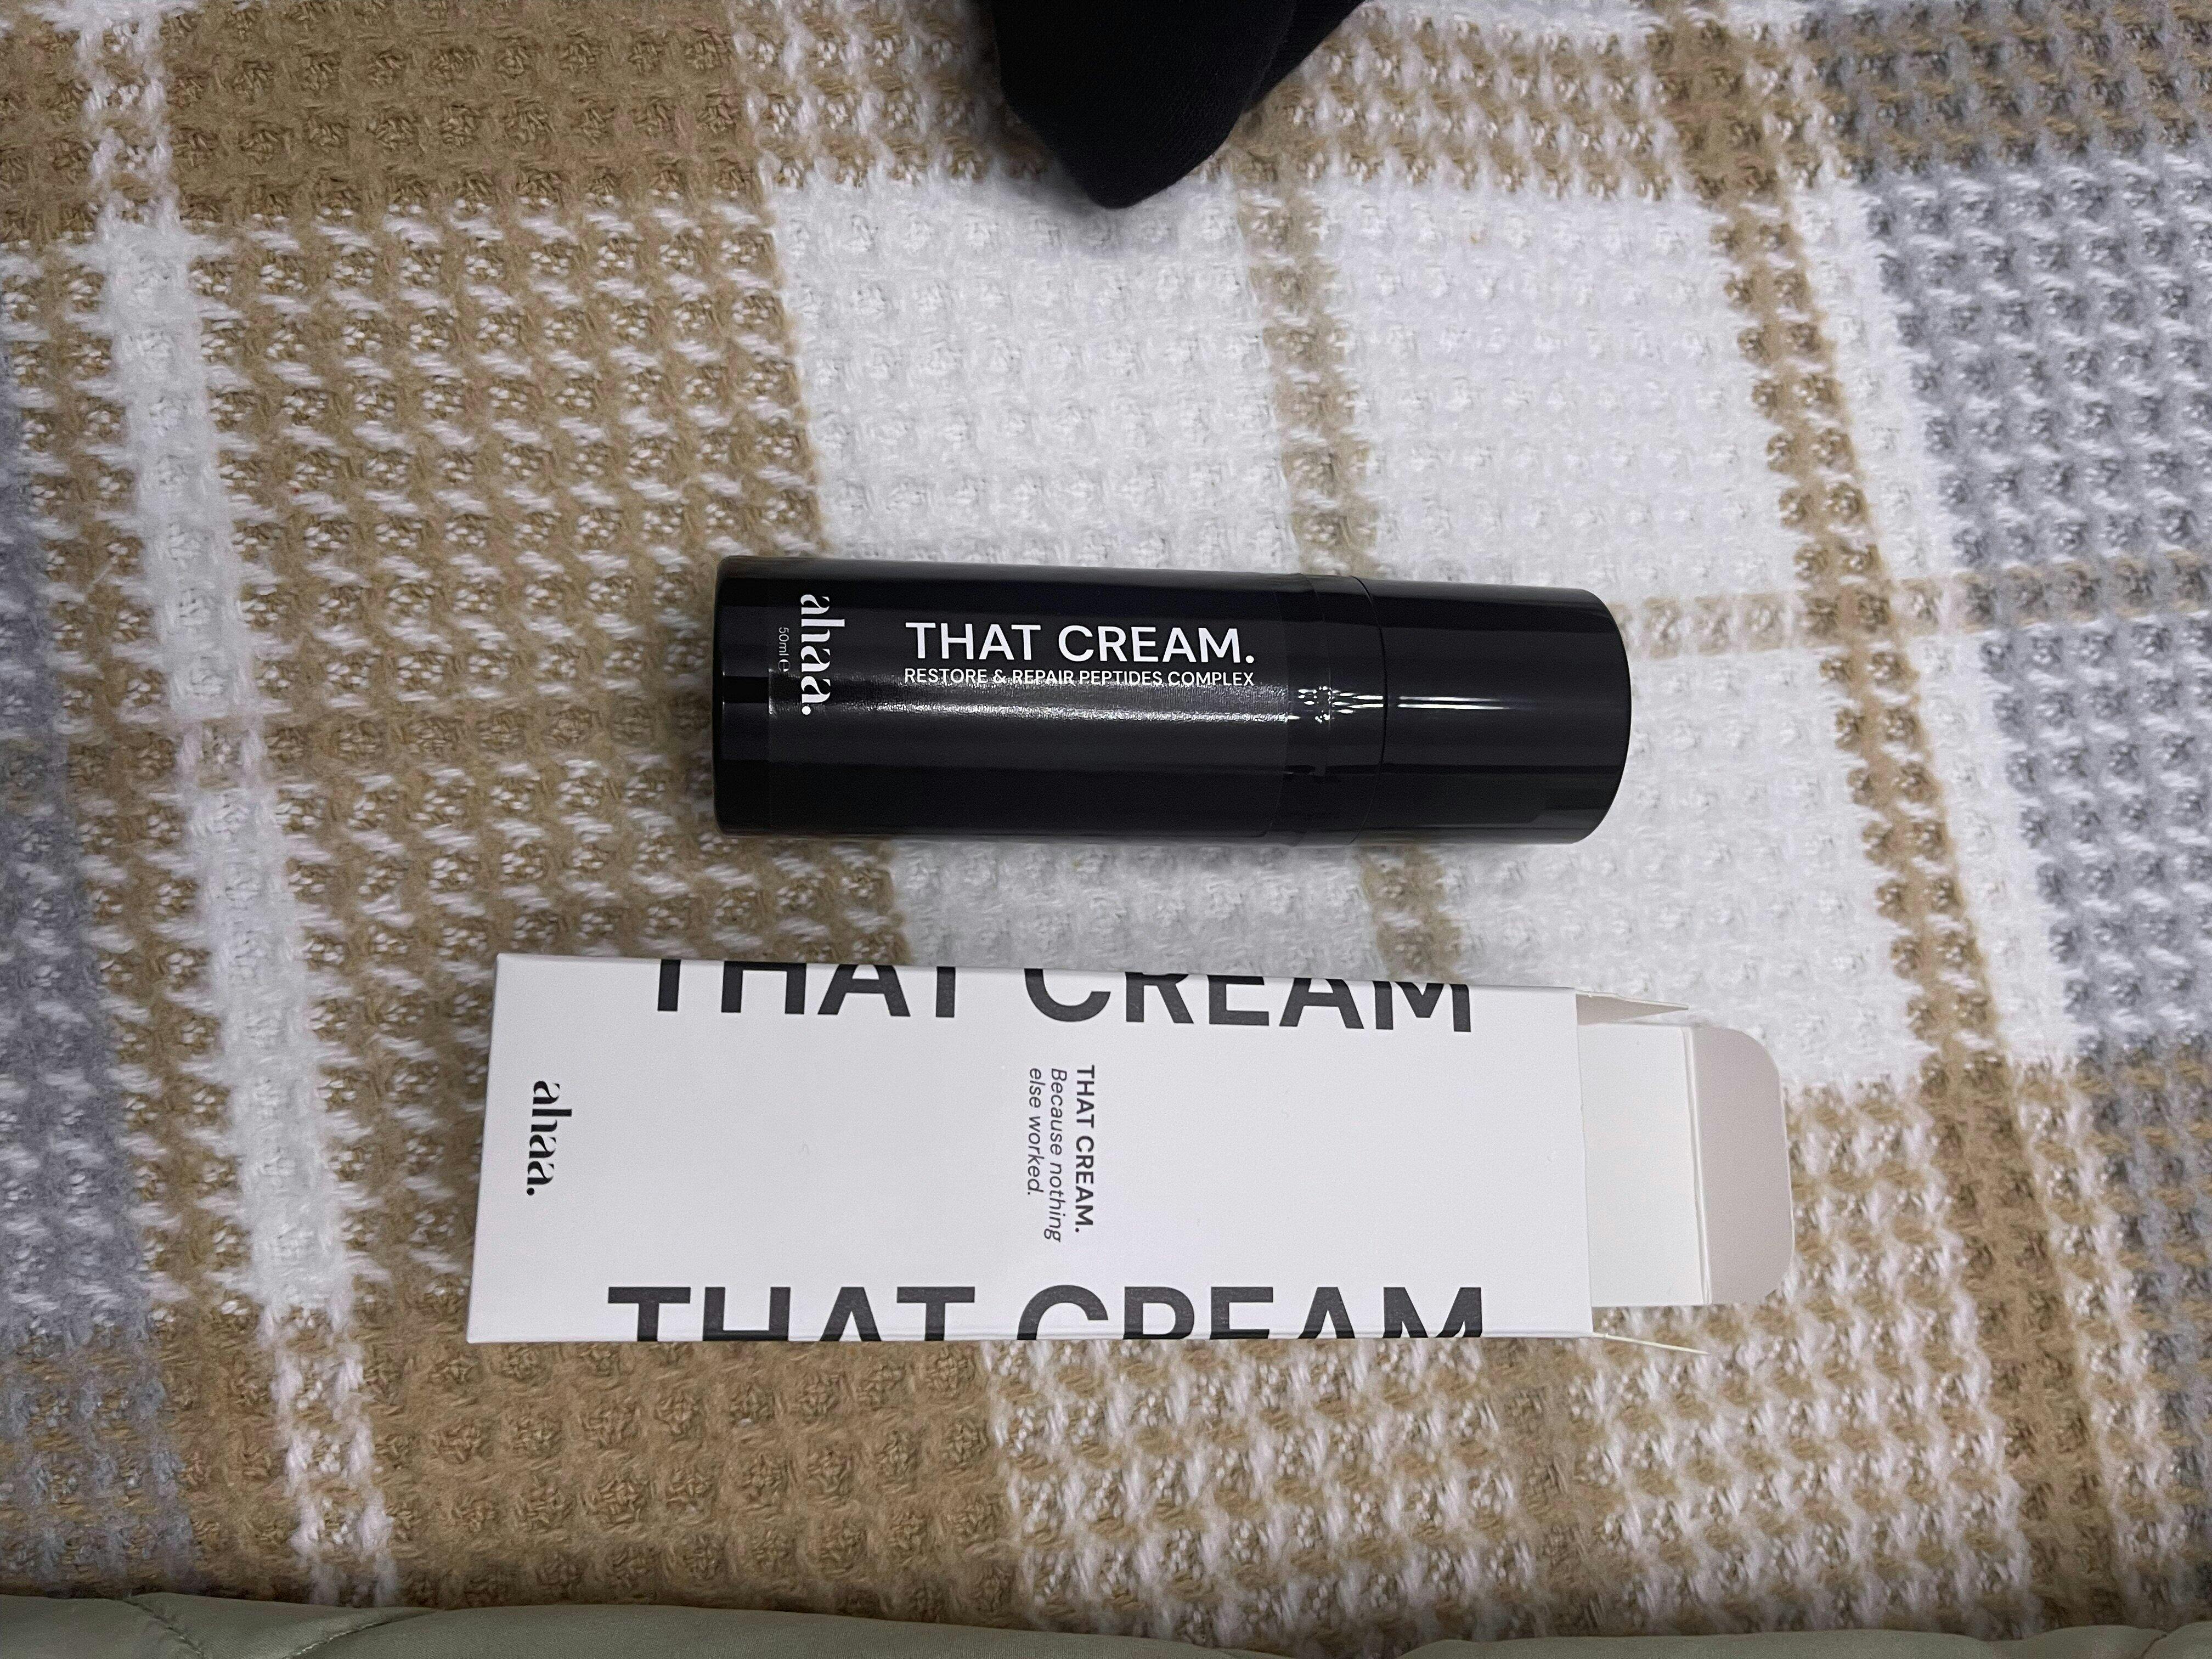 THAT CREAM.
RESTORE & REPAIR PEPTIDES COMPLEX
ahaa.
50ml e
THAT CREAM
THAT CREAM.
Because nothing
else worked.
ahaa.
THAT CREAM